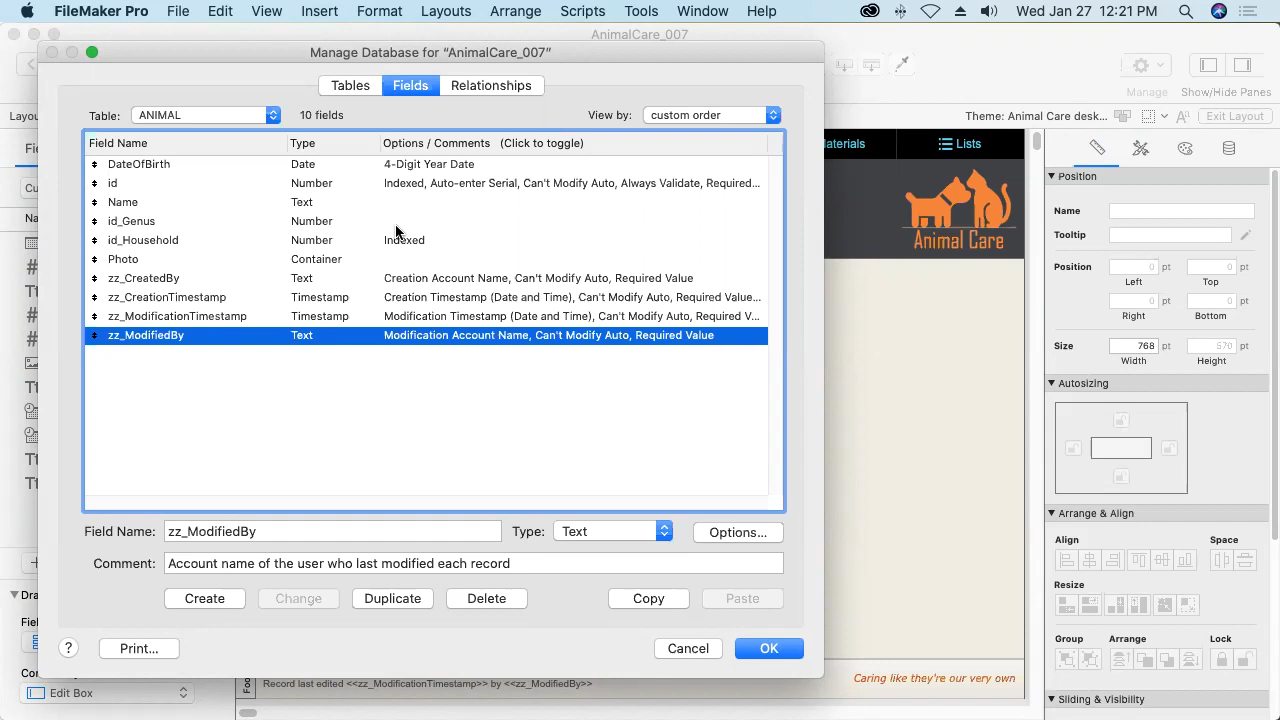 FileMaker Pro File Edit View Insert Format Layouts Arrange Scripts Tools Window Help Wed Jan 27 12:21 PM
AnimalCare_007
Manage Database for “AnimalCare_007”
Manage Show/Hide Panes
Tables Fields Relationships
Table: ANIMAL 10 fields View by: custom order
Theme: Animal Care desk... Exit Layout
Field Name Type Options / Comments (Click to toggle)
DateOfBirth Date 4-Digit Year Date
id Number Indexed, Auto-enter Serial, Can't Modify Auto, Always Validate, Required...
Name Text
id_Genus Number
id_Household Number Indexed
Photo Container
zz_CreatedBy Text Creation Account Name, Can't Modify Auto, Required Value
zz_CreationTimestamp Timestamp Creation Timestamp (Date and Time), Can't Modify Auto, Required Value...
zz_ModificationTimestamp Timestamp Modification Timestamp (Date and Time), Can't Modify Auto, Required V...
zz_ModifiedBy Text Modification Account Name, Can't Modify Auto, Required Value
Field Name: zz_ModifiedBy Type: Text Options...
Comment: Account name of the user who last modified each record
Create Change Duplicate Delete Copy Paste
? Print... Cancel OK
Lists
Animal Care
Edit Box
Record last edited <<zz_ModificationTimestamp>> by <<zz_ModifiedBy>>
Caring like they're our very own
Position
Name
Tooltip
Position 0 pt 0 pt
Left Top
0 pt 0 pt
Right Bottom
Size 768 pt 570 pt
Width Height
Autosizing
Arrange & Align
Align Space
Resize
Group Arrange Lock
Sliding & Visibility